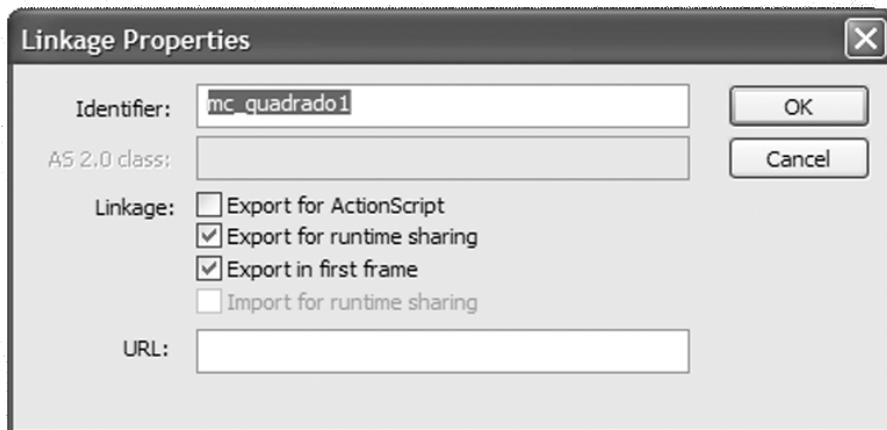 Linkage Properties
Identifier: mc_quadrado1
OK
AS 2.0 class:
Cancel
Linkage: Export for ActionScript
Export for runtime sharing
Export in first frame
Import for runtime sharing
URL: